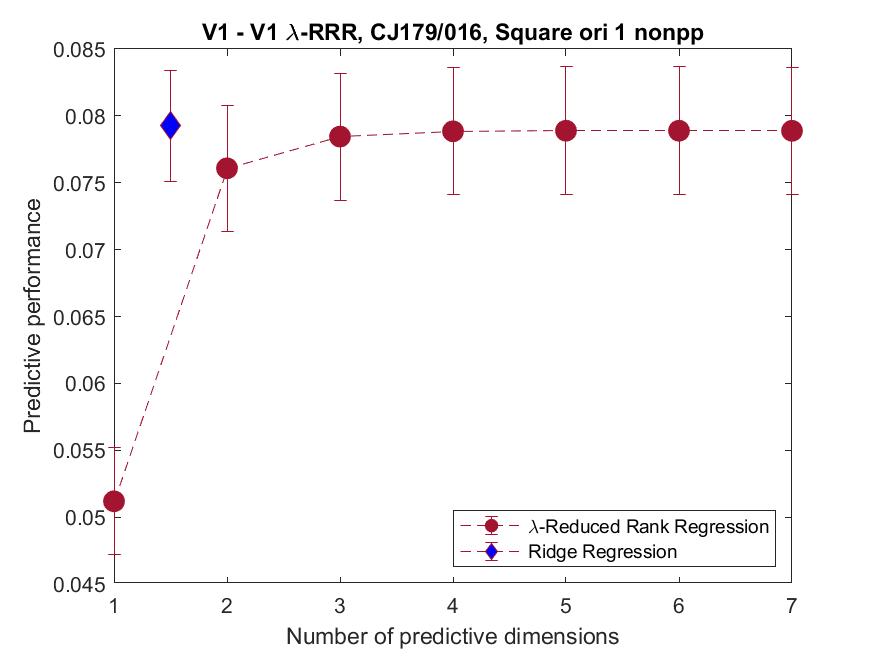 V1 - V1 λ-RRR, CJ179/016, Square ori 1 nonpp
0.085
0.08
0.075
0.07
0.065
0.06
0.055
0.05
0.045
Predictive performance
1 2 3 4 5 6 7
Number of predictive dimensions
λ-Reduced Rank Regression
Ridge Regression